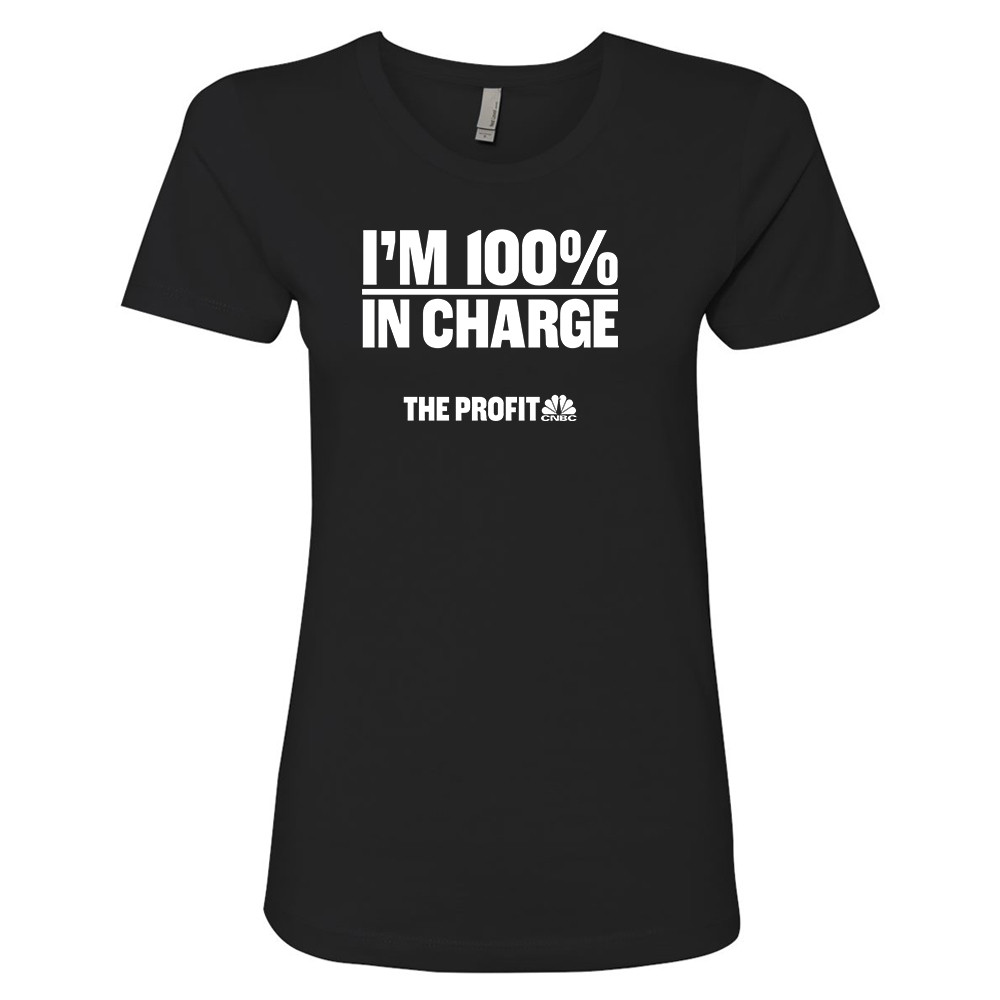 I'M 100%
IN CHARGE
THE PROFIT
CNBC